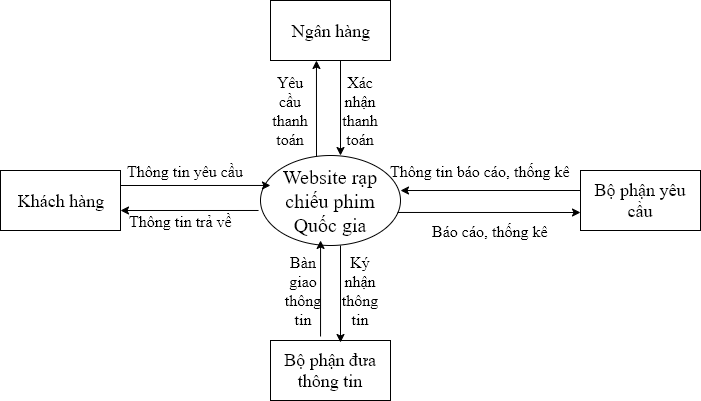 Ngân hàng
Yêu
cầu
thanh
toán
Xác
nhận
thanh
toán
Thông tin yêu cầu
Khách hàng
Thông tin trả về
Website rạp
chiếu phim
Quốc gia
Thông tin báo cáo, thống kê
Bộ phận yêu
cầu
Báo cáo, thống kê
Bàn
giao
thông
tin
Ký
nhận
thông
tin
Bộ phận đưa
thông tin